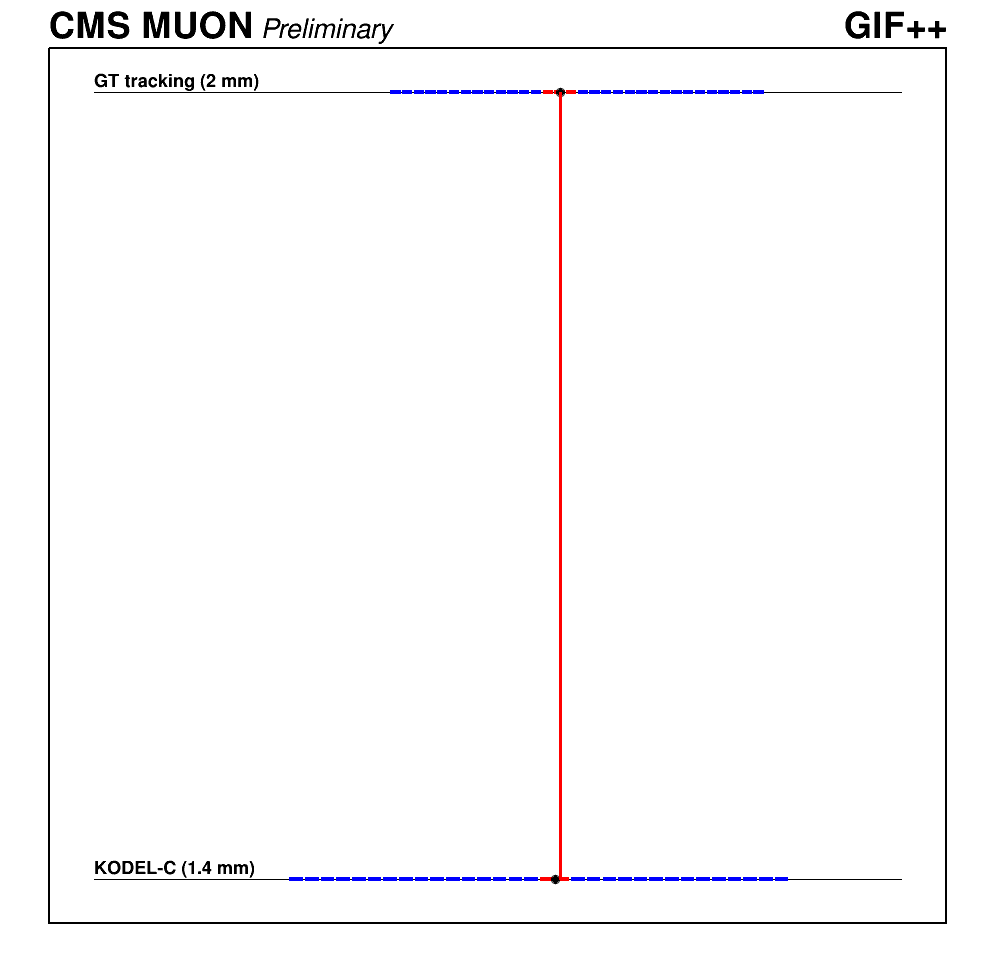 CMS MUON Preliminary GIF++
GT tracking (2 mm)
KODEL-C (1.4 mm)